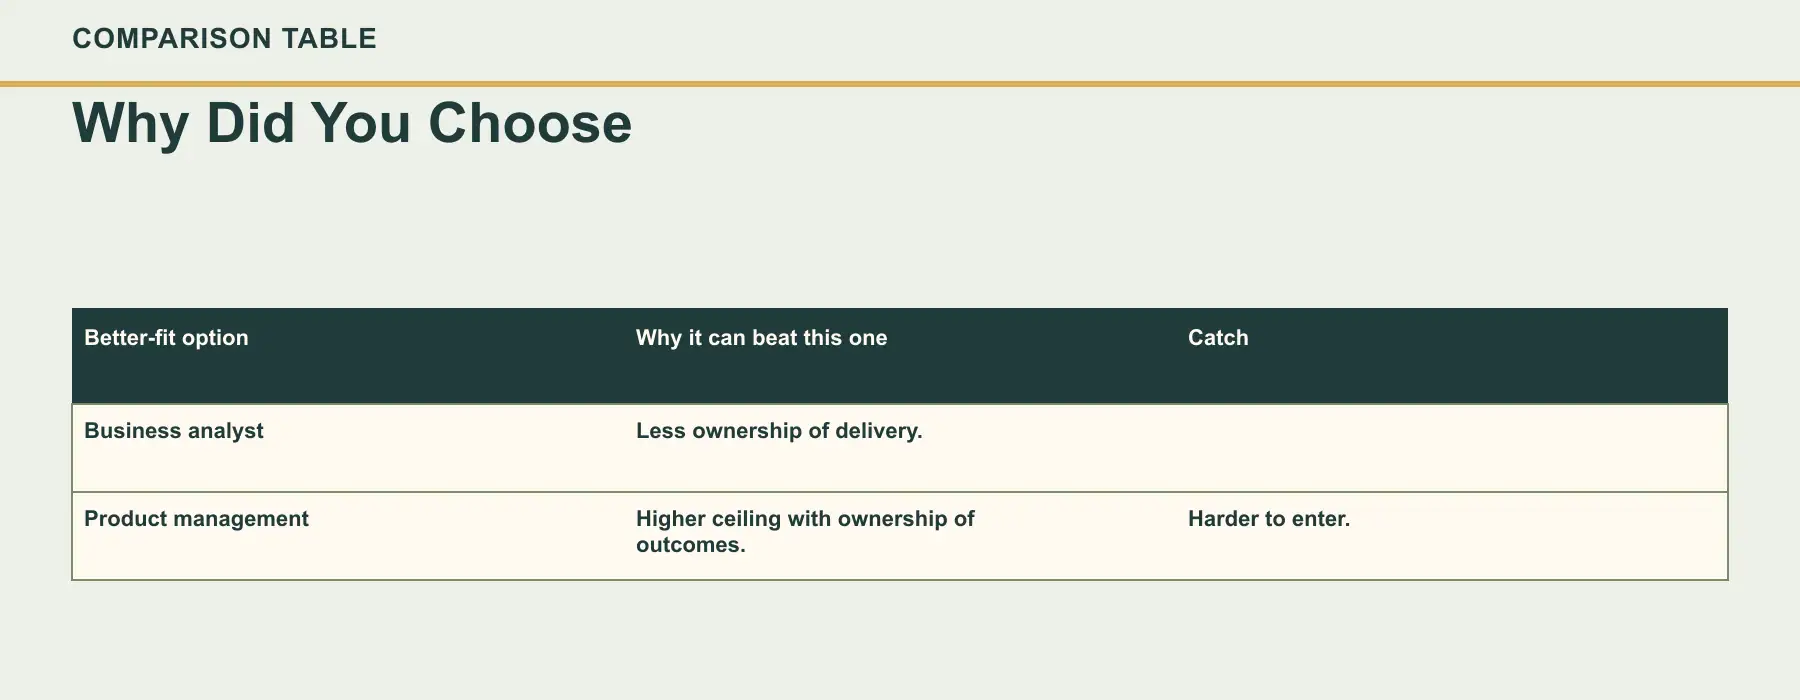 COMPARISON TABLE
Why Did You Choose
Better-fit option
Why it can beat this one
Catch
Business analyst
Less ownership of delivery.
Product management
Higher ceiling with ownership of
outcomes.
Harder to enter.